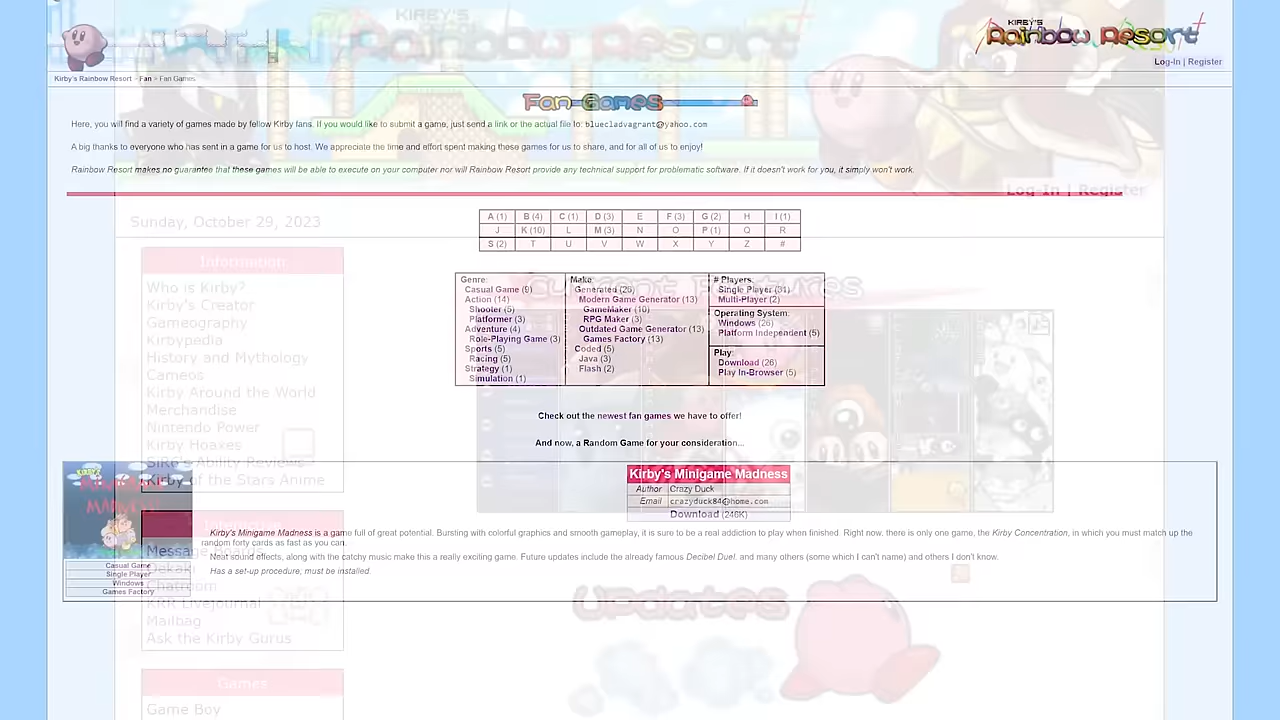 KIRBY'S
Rainbow Resort
KIRBY'S
Rainbow Resort
Log-In | Register
Kirby's Rainbow Resort » Fan » Fan Games
Fan-Games
Here, you will find a variety of games made by fellow Kirby fans. If you would like to submit a game, just send a link or the actual file to: bluecladvagrant@yahoo.com
A big thanks to everyone who has sent in a game for us to host. We appreciate the time and effort spent making these games for us to share, and for all of us to enjoy!
Rainbow Resort makes no guarantee that these games will be able to execute on your computer nor will Rainbow Resort provide any technical support for problematic software. If it doesn't work for you, it simply won't work.
Log-In | Register
Sunday, October 29, 2023
A (1) B (4) C (1) D (3) E F (3) G (2) H I (1)
J K (10) L M (3) N O P (1) Q R
S (2) T U V W X Y Z #
Information
Who is Kirby?
Kirby's Creator
Gameography
Kirbypedia
History and Mythology
Cameos
Kirby Around the World
Merchandise
Nintendo Power
Kirby Hoaxes
SIRG's Ability Reviews
Kirby of the Stars Anime
Current Features
Genre:
Casual Game (9)
Action (14)
Shooter (5)
Platformer (3)
Adventure (4)
Role-Playing Game (3)
Sports (5)
Racing (5)
Strategy (1)
Simulation (1)
Make:
Generated (26)
Modern Game Generator (13)
GameMaker (10)
RPG Maker (3)
Outdated Game Generator (13)
Games Factory (13)
Coded (5)
Java (3)
Flash (2)
# Players:
Single Player (31)
Multi-Player (2)
Operating System:
Windows (26)
Platform Independent (5)
Play:
Download (26)
Play In-Browser (5)
Check out the newest fan games we have to offer!
And now, a Random Game for your consideration...
Kirby's Minigame Madness
Author Crazy Duck
Email crazyduck84@home.com
Download (246K)
Kirby's Minigame Madness is a game full of great potential. Bursting with colorful graphics and smooth gameplay, it is sure to be a real addiction to play when finished. Right now, there is only one game, the Kirby Concentration, in which you must match up the
random forty cards as fast as you can.
Neat sound effects, along with the catchy music make this a really exciting game. Future updates include the already famous Decibel Duel, and many others (some which I can't name) and others I don't know.
Has a set-up procedure; must be installed.
Casual Game
Single Player
Windows
Games Factory
Chatroom
KRR LiveJournal
Mailbag
Ask the Kirby Gurus
Updates
Games
Game Boy